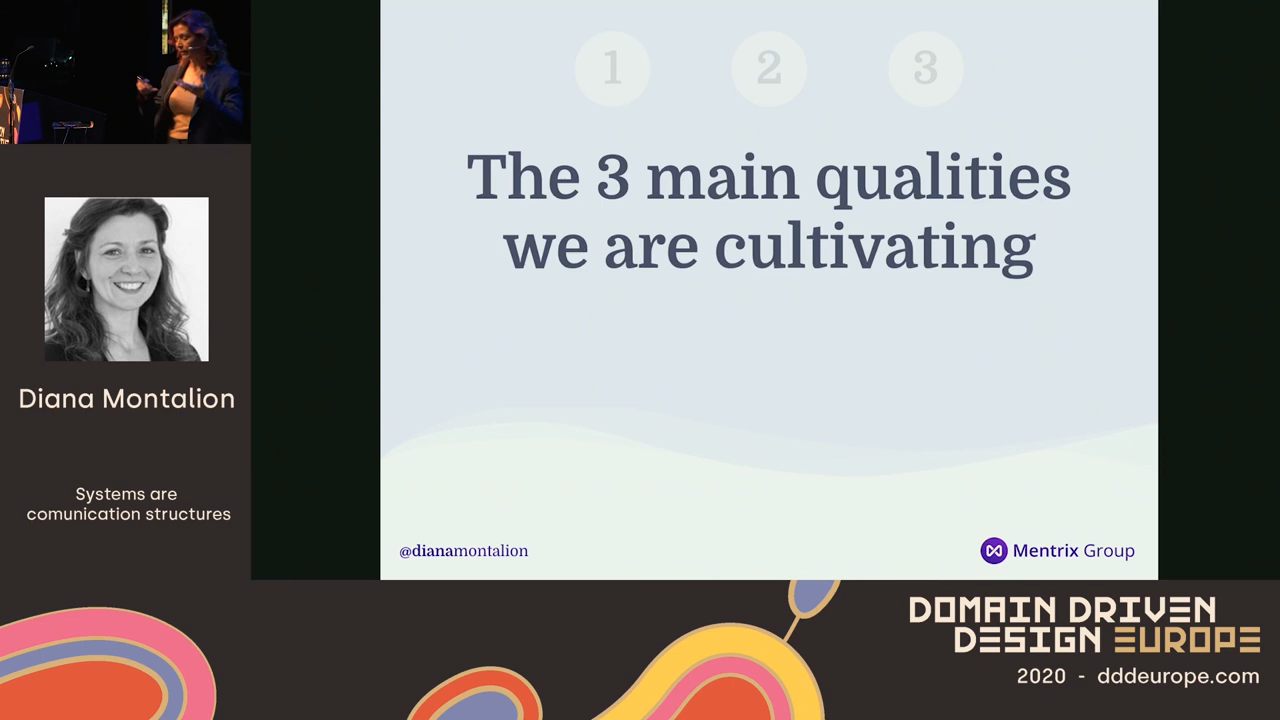 1 2 3
The 3 main qualities
we are cultivating
@dianamontalion
Mentrix Group
Diana Montalion
Systems are
comunication structures
DOMAIN DRIVEN
DESIGN EUROPE
2020 - dddeurope.com